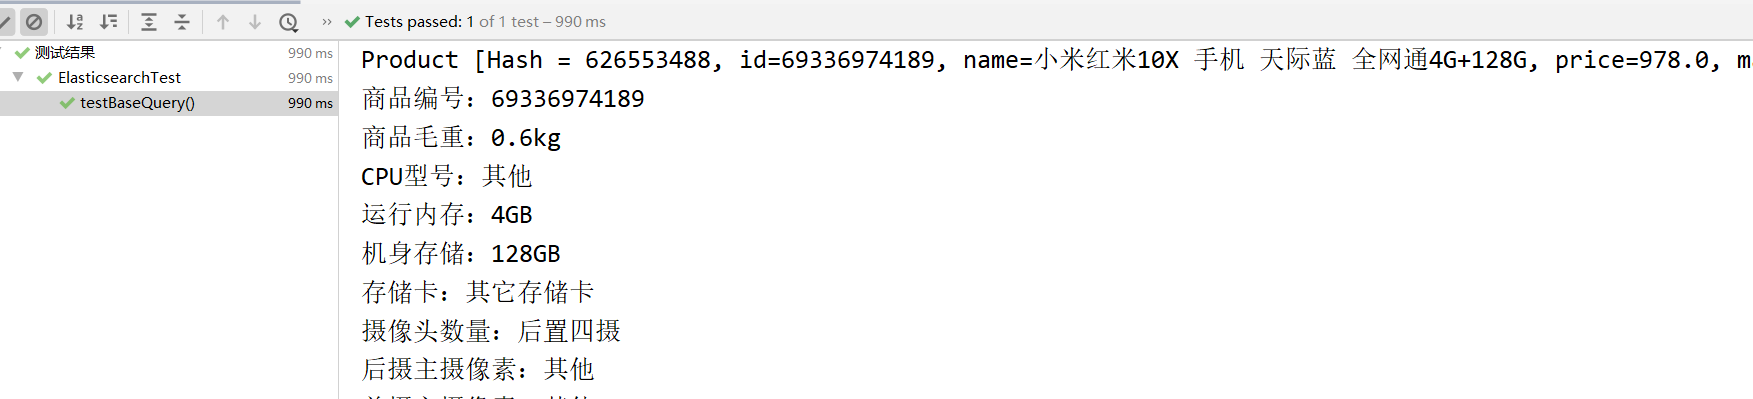 Tests passed: 1 of 1 test – 990 ms
测试结果 990 ms
ElasticsearchTest 990 ms
testBaseQuery() 990 ms
Product [Hash = 626553488, id=69336974189, name=小米红米10X 手机 天际蓝 全网通4G+128G, price=978.0, m
商品编号：69336974189
商品毛重：0.6kg
CPU型号：其他
运行内存：4GB
机身存储：128GB
存储卡：其它存储卡
摄像头数量：后置四摄
后摄主摄像素：其他